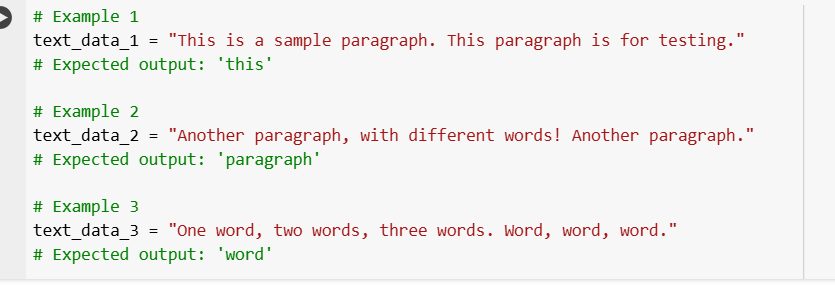 # Example 1
text_data_1 = "This is a sample paragraph. This paragraph is for testing."
# Expected output: 'this'
# Example 2
text_data_2 = "Another paragraph, with different words! Another paragraph."
# Expected output: 'paragraph'
# Example 3
text_data_3 = "One word, two words, three words. Word, word, word."
# Expected output: 'word'